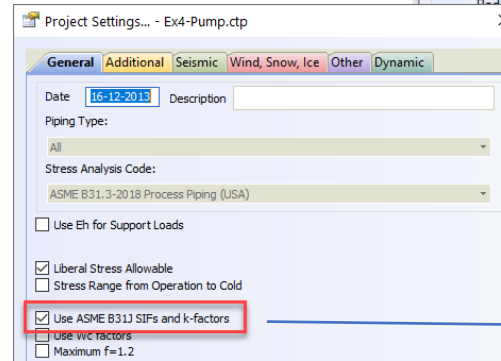 Project Settings... - Ex4-Pump.ctp
General Additional Seismic Wind, Snow, Ice Other Dynamic
Date 16-12-2013 Description
Piping Type:
All
Stress Analysis Code:
ASME B31.3-2018 Process Piping (USA)
Use Eh for Support Loads
Liberal Stress Allowable
Stress Range from Operation to Cold
Use ASME B31J SIFs and k-factors
Use Wc factors
Maximum f=1.2